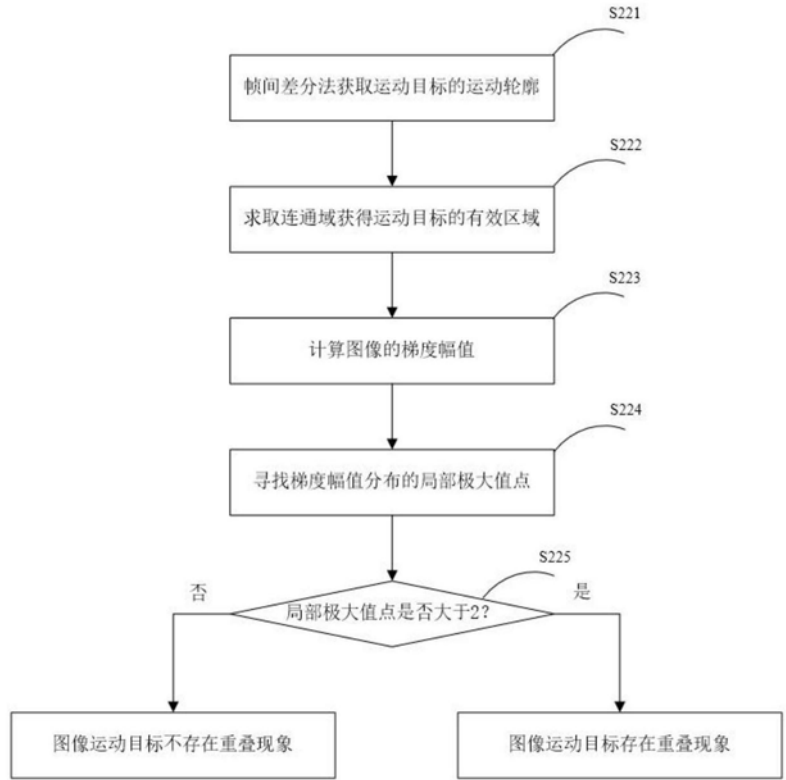 S221
帧间差分法获取运动目标的运动轮廓
S222
求取连通域获得运动目标的有效区域
S223
计算图像的梯度幅值
S224
寻找梯度幅值分布的局部极大值点
S225
否
是
局部极大值点是否大于2?
图像运动目标不存在重叠现象
图像运动目标存在重叠现象